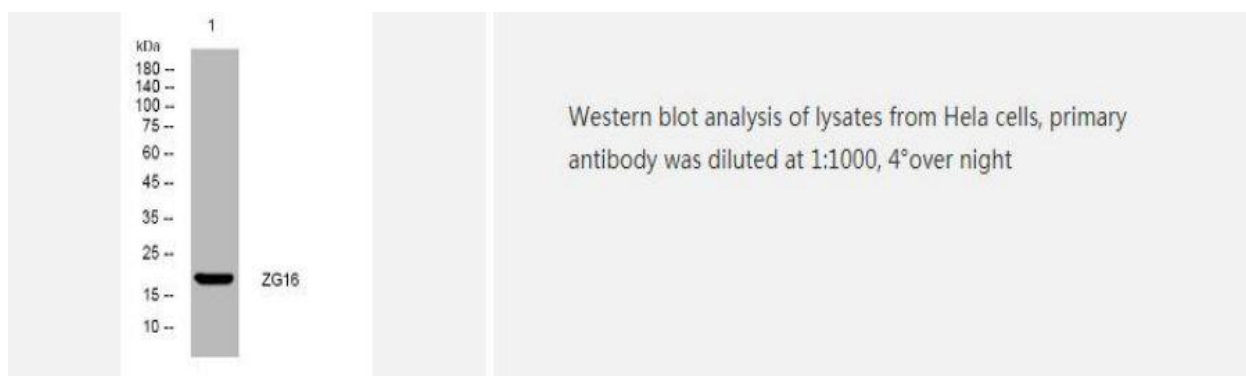 1
kDa
180 --
140 --
100 --
75 --
60 --
45 --
35 --
25 --
ZG16
15 --
10 --
Western blot analysis of lysates from Hela cells, primary
antibody was diluted at 1:1000, 4°over night